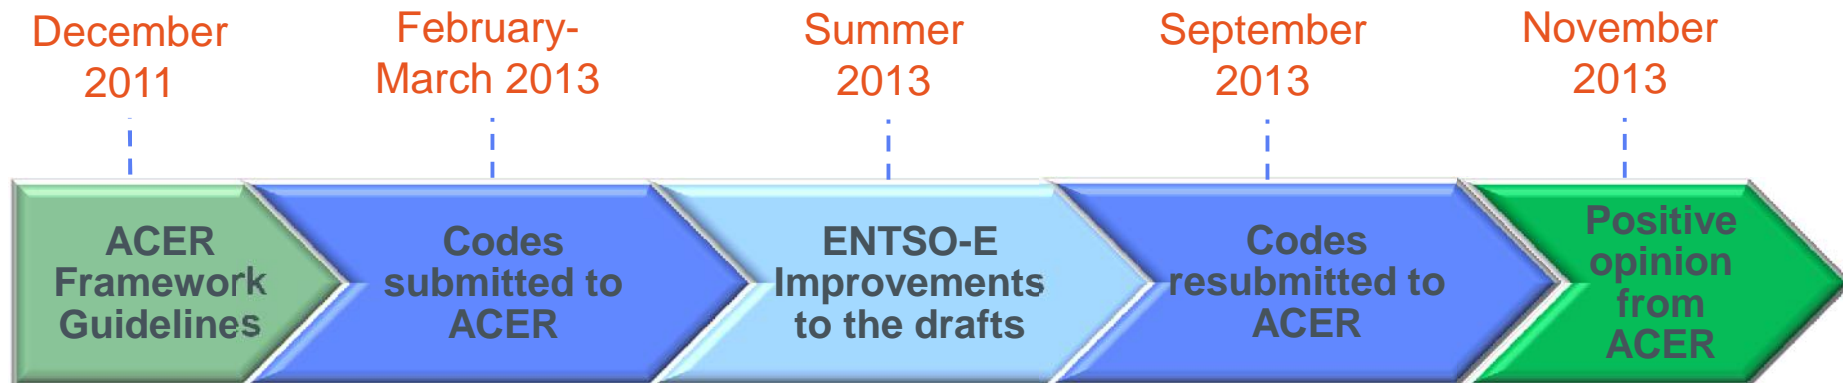 December
2011
February-
March 2013
Summer
2013
September
2013
November
2013
ACER
Framework
Guidelines
Codes
submitted to
ACER
ENTSO-E
Improvements
to the drafts
Codes
resubmitted to
ACER
Positive
opinion
from
ACER